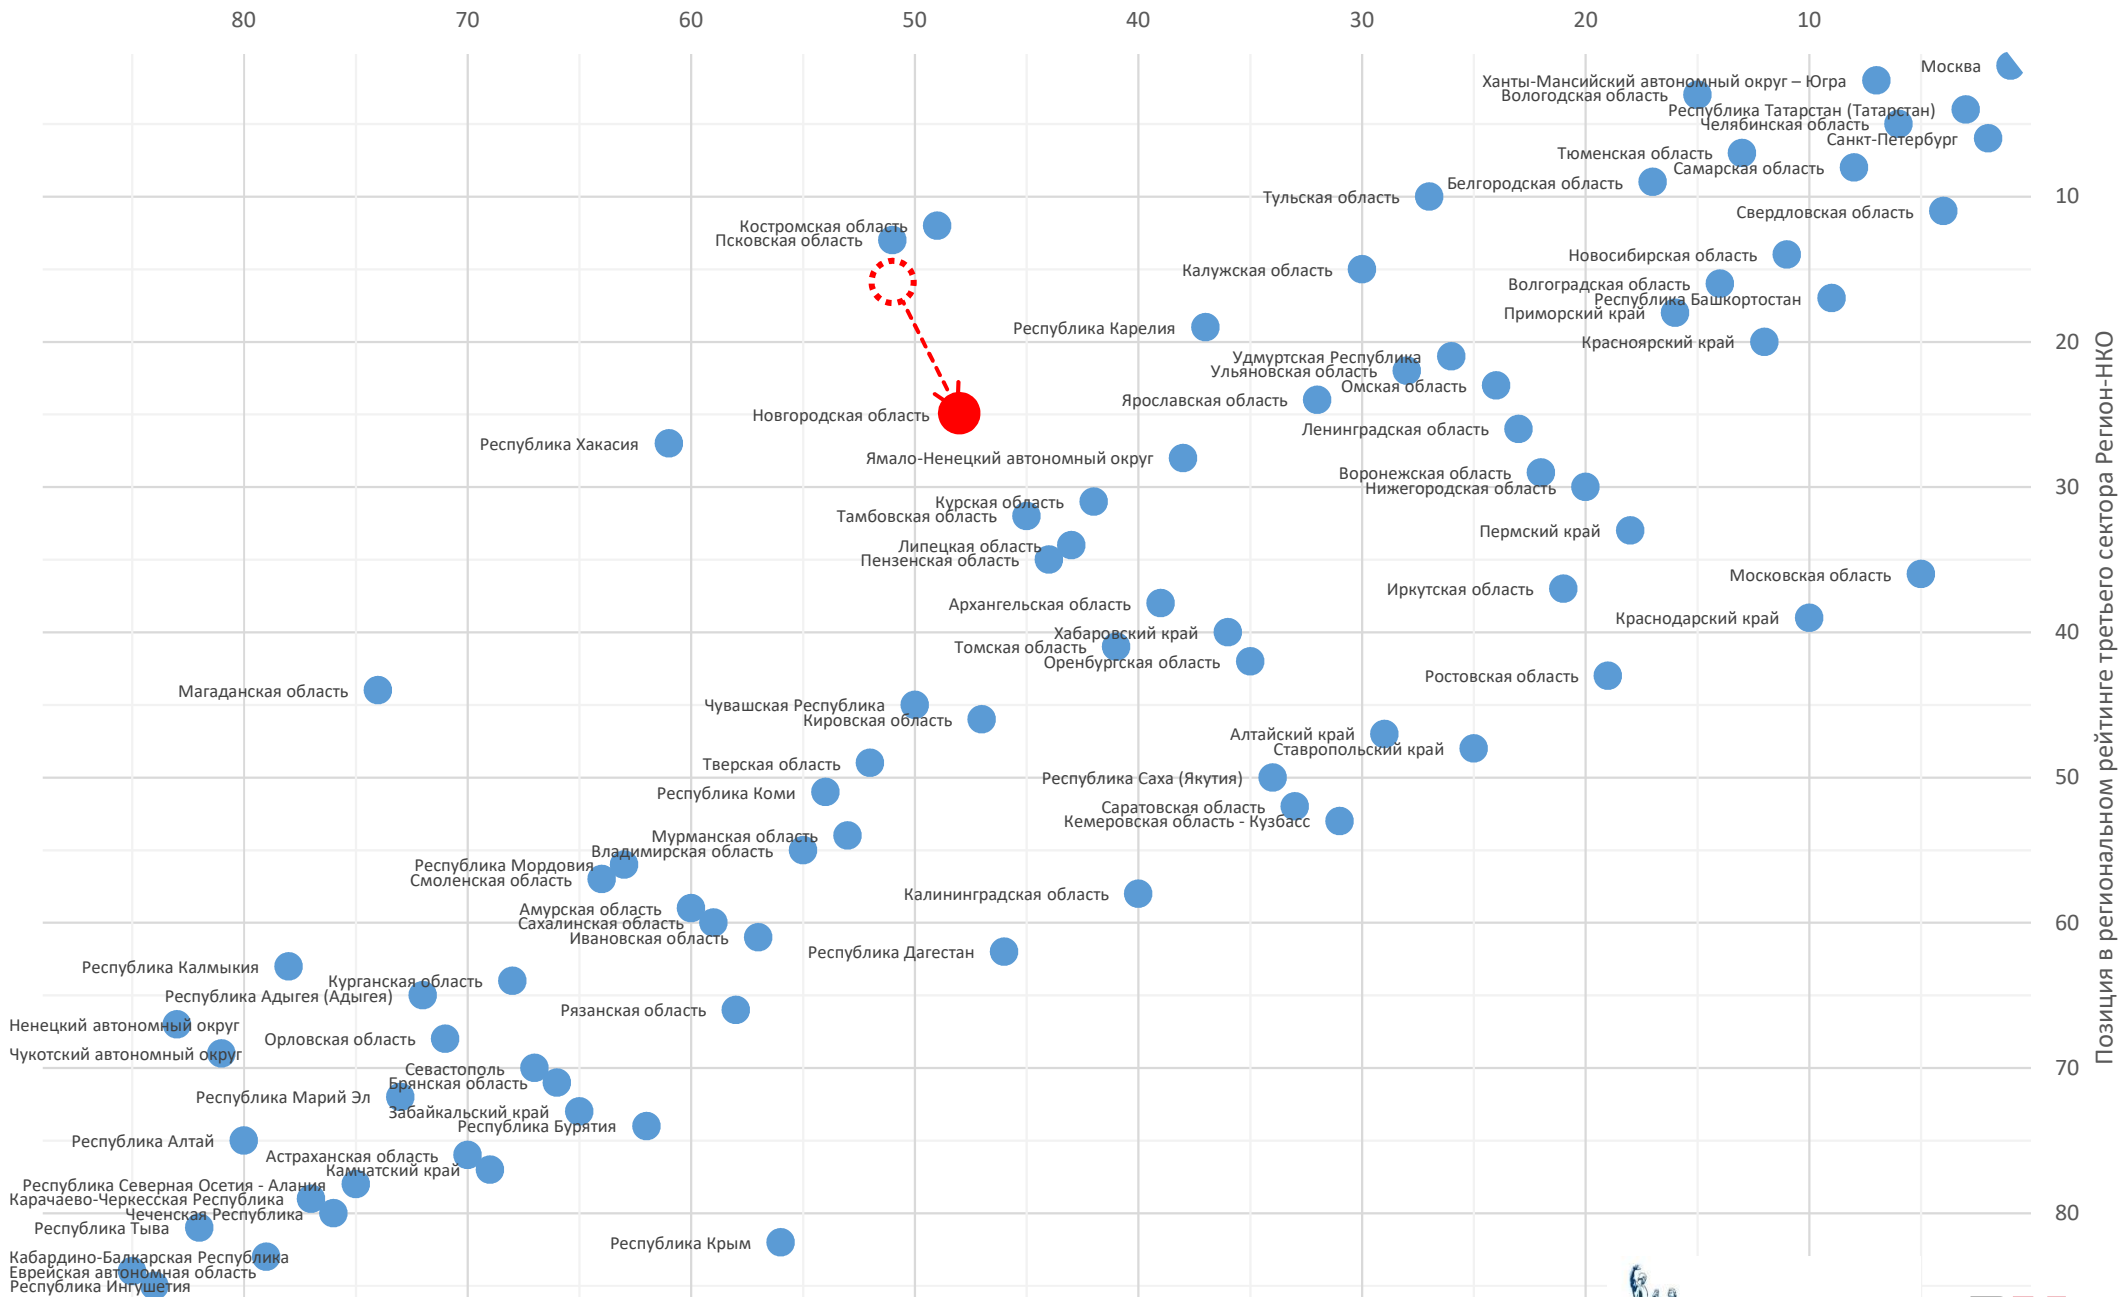 80 70 60 50 40 30 20 10
Москва
Ханты-Мансийский автономный округ – Югра
Вологодская область
Республика Татарстан (Татарстан)
Челябинская область
Санкт-Петербург
Тюменская область
Самарская область
Белгородская область
Тульская область
10
Свердловская область
Костромская область
Псковская область
Новосибирская область
Калужская область
Волгоградская область
Республика Башкортостан
Приморский край
Республика Карелия
Красноярский край
20
Удмуртская Республика
Ульяновская область
Омская область
Ярославская область
Новгородская область
Ленинградская область
Республика Хакасия
Ямало-Ненецкий автономный округ
Воронежская область
Нижегородская область
30
Курская область
Тамбовская область
Пермский край
Липецкая область
Пензенская область
Московская область
Иркутская область
Архангельская область
Краснодарский край
Хабаровский край
40
Томская область
Оренбургская область
Ростовская область
Магаданская область
Чувашская Республика
Кировская область
Алтайский край
Ставропольский край
Тверская область
Республика Саха (Якутия)
50
Республика Коми
Саратовская область
Кемеровская область - Кузбасс
Мурманская область
Владимирская область
Республика Мордовия
Смоленская область
Калининградская область
Амурская область
Сахалинская область
60
Ивановская область
Республика Дагестан
Республика Калмыкия
Курганская область
Республика Адыгея (Адыгея)
Рязанская область
Ненецкий автономный округ
Орловская область
Чукотский автономный округ
Севастополь
70
Брянская область
Республика Марий Эл
Забайкальский край
Республика Бурятия
Республика Алтай
Астраханская область
Камчатский край
Республика Северная Осетия - Алания
Карачаево-Черкесская Республика
Чеченская Республика
80
Республика Тыва
Республика Крым
Кабардино-Балкарская Республика
Еврейская автономная область
Республика Ингушетия
Позиция в региональном рейтинге третьего сектора Регион-НКО